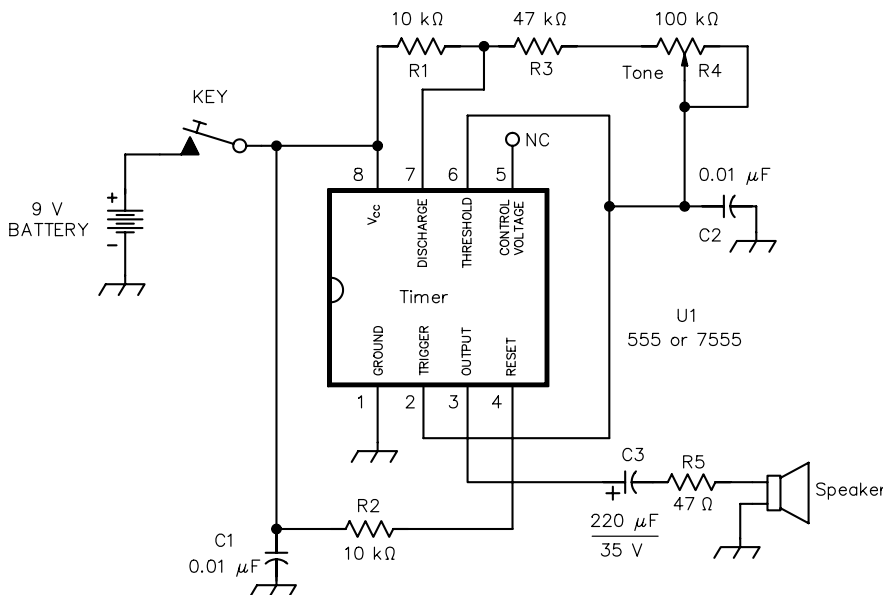 10 kΩ
47 kΩ
100 kΩ
R1
R3
Tone
R4
KEY
NC
8
7
6
5
0.01 μF
C2
9 V
BATTERY
+
-
Vcc
DISCHARGE
THRESHOLD
CONTROL
VOLTAGE
Timer
U1
555 or 7555
GROUND
TRIGGER
OUTPUT
RESET
1
2
3
4
C3
R5
+
220 μF
35 V
47 Ω
Speaker
R2
10 kΩ
C1
0.01 μF